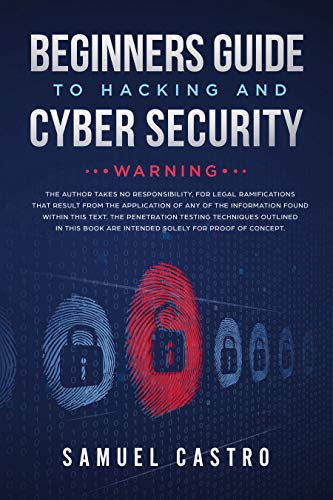 BEGINNERS GUIDE
TO HACKING AND
CYBER SECURITY
•••WARNING•••
THE AUTHOR TAKES NO RESPONSIBILITY, FOR LEGAL RAMIFICATIONS
THAT RESULT FROM THE APPLICATION OF ANY OF THE INFORMATION FOUND
WITHIN THIS TEXT. THE PENETRATION TESTING TECHNIQUES OUTLINED
IN THIS BOOK ARE INTENDED SOLELY FOR PROOF OF CONCEPT.
SAMUEL CASTRO